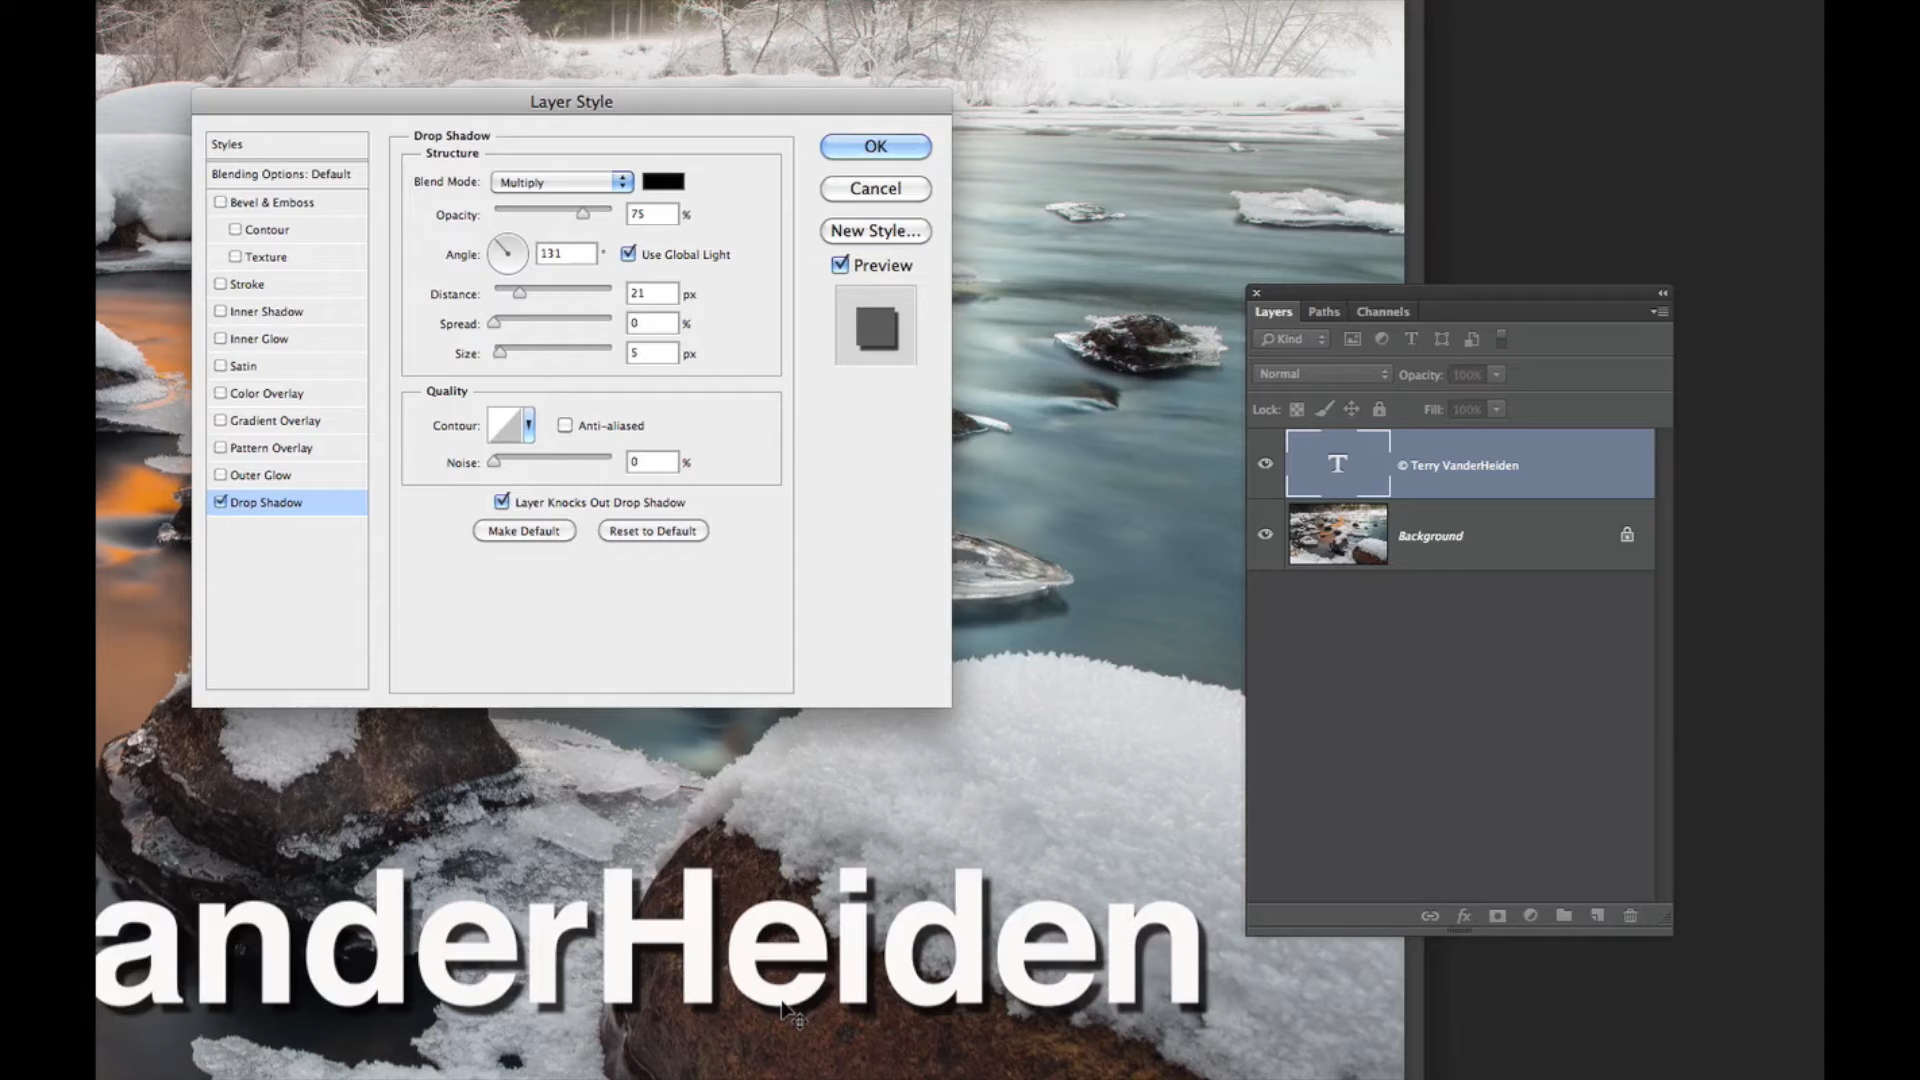 Layer Style
Styles
Blending Options: Default
Bevel & Emboss
Contour
Texture
Stroke
Inner Shadow
Inner Glow
Satin
Color Overlay
Gradient Overlay
Pattern Overlay
Outer Glow
Drop Shadow
Drop Shadow
Structure
Blend Mode: Multiply
Opacity: 75 %
Angle: 131 ° Use Global Light
Distance: 21 px
Spread: 0 %
Size: 5 px
Quality
Contour: Anti-aliased
Noise: 0 %
Layer Knocks Out Drop Shadow
Make Default Reset to Default
OK
Cancel
New Style...
Preview
Layers Paths Channels
Kind T
Normal Opacity: 100%
Lock: Fill: 100%
T © Terry VanderHeiden
Background
fx
anderHeiden